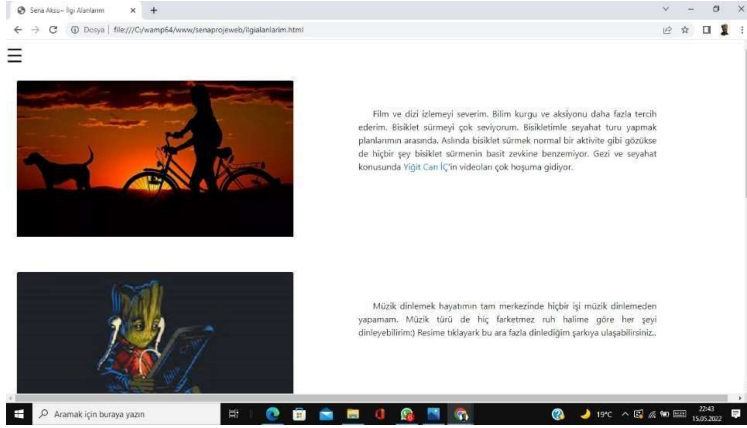 Sena Aksu~ İlgi Alanlarım
Dosya | file:///C:/wamp64/www/senaprojeweb/ilgialanlarim.html
Film ve dizi izlemeyi severim. Bilim kurgu ve aksiyonu daha fazla tercih
ederim. Bisiklet sürmeyi çok seviyorum. Bisikletimle seyahat turu yapmak
planlarımın arasında. Aslında bisiklet sürmek normal bir aktivite gibi gözükse
de hiçbir şey bisiklet sürmenin basit zevkine benzemiyor. Gezi ve seyahat
konusunda Yiğit Can İÇ'in videoları çok hoşuma gidiyor.
Müzik dinlemek hayatımın tam merkezinde hiçbir işi müzik dinlemeden
yapamam. Müzik türü de hiç farketmez ruh halime göre her şeyi
dinleyebilirim:) Resime tıklayarak bu ara fazla dinlediğim şarkıya ulaşabilirsiniz..
Aramak için buraya yazın
19°C
22:43
15.05.2022